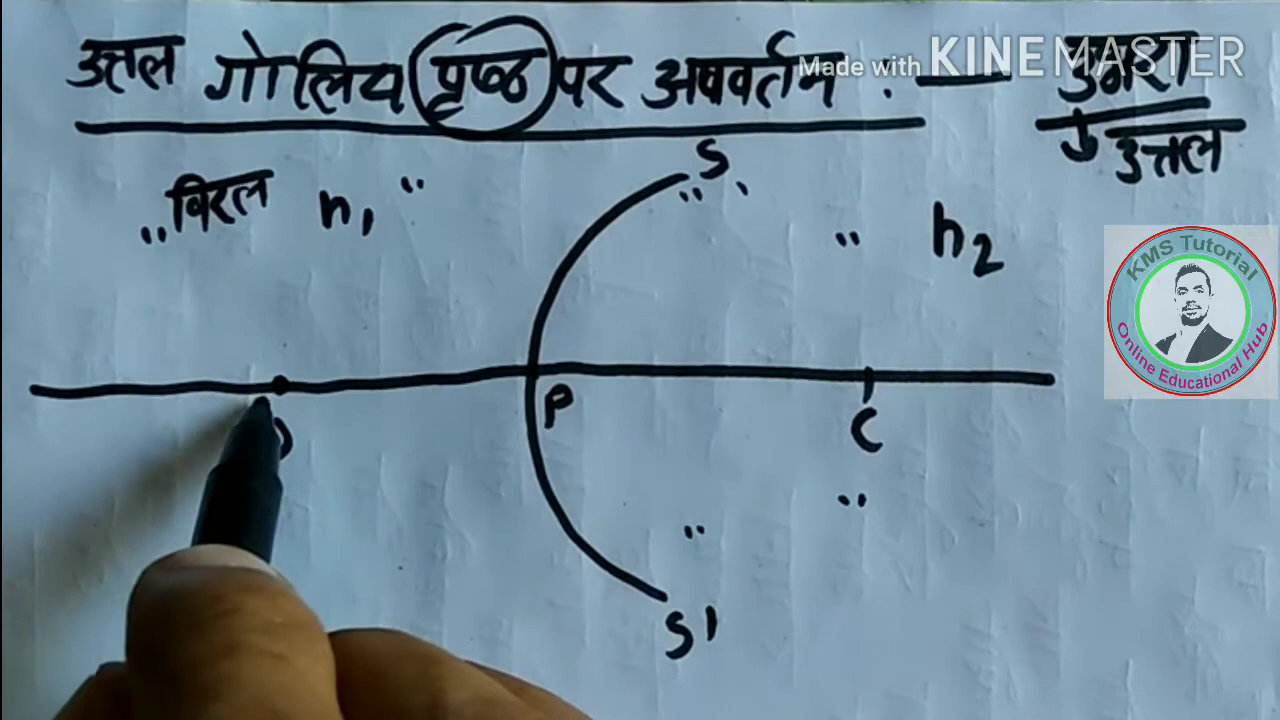 उत्तल गोलिय पृष्ठ पर अपवर्तन :— उभरा
उत्तल
Made with KINEMASTER
,,विरल n₁"
S
n₂
KMS Tutorial
Online Educational Hub
O P C
S1